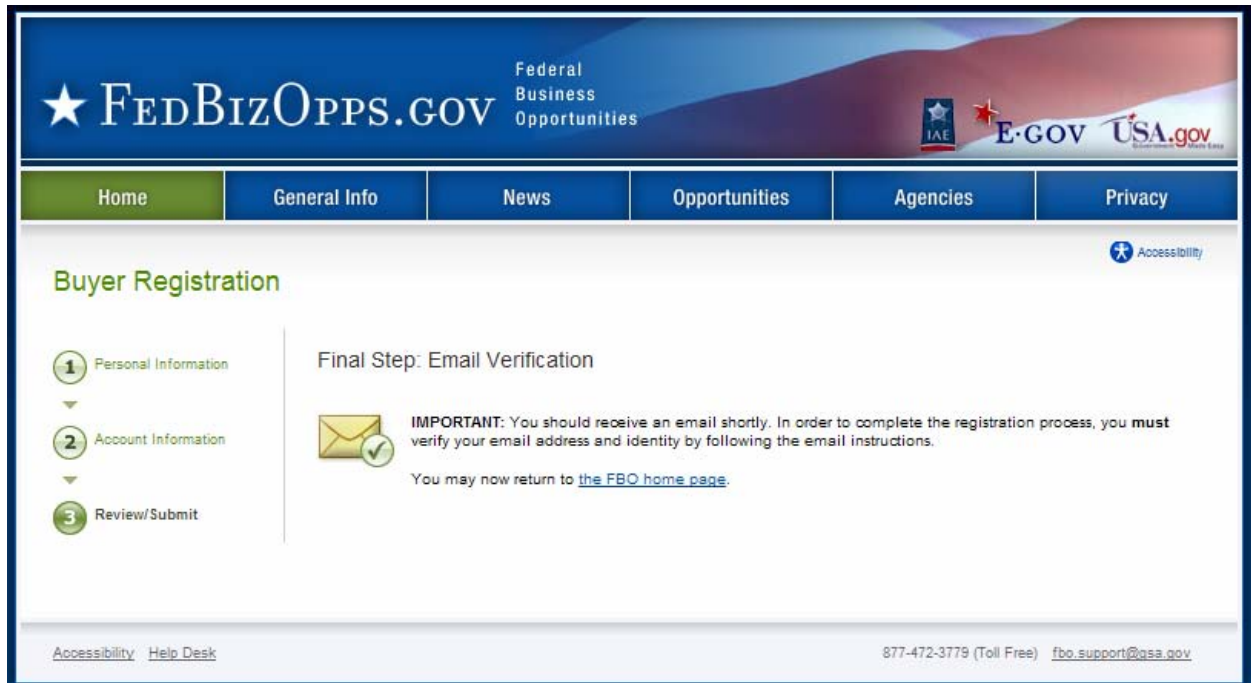 ★ FEDBIZOPPS.GOV
Federal
Business
Opportunities
IAE
E·GOV
USA.gov
Government Made Easy
Home General Info News Opportunities Agencies Privacy
Accessibility
Buyer Registration
1 Personal Information
2 Account Information
3 Review/Submit
Final Step: Email Verification
IMPORTANT: You should receive an email shortly. In order to complete the registration process, you must
verify your email address and identity by following the email instructions.
You may now return to the FBO home page.
Accessibility Help Desk 877-472-3779 (Toll Free) fbo.support@gsa.gov